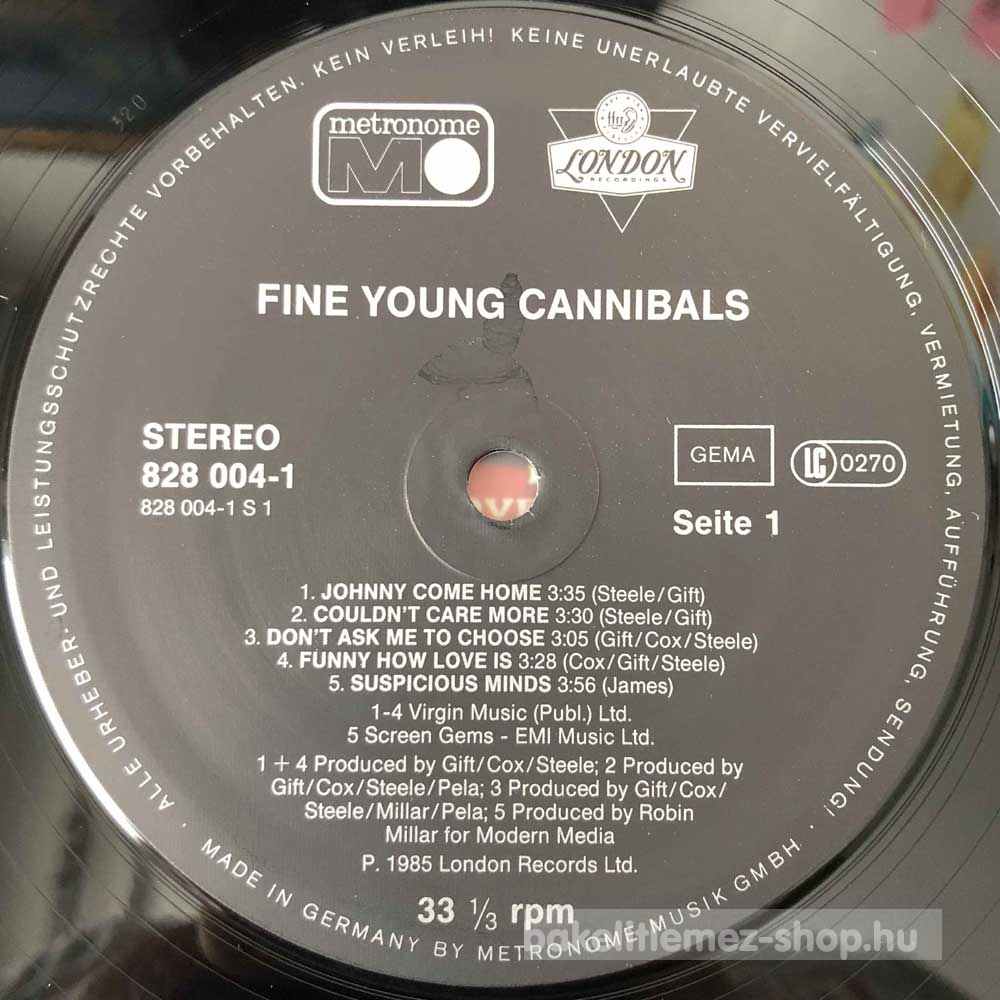 ALLE URHEBER- UND LEISTUNGSSCHUTZRECHTE VORBEHALTEN. KEIN VERLEIH! KEINE UNERLAUBTE VERVIELFÄLTIGUNG, VERMIETUNG, AUFFÜHRUNG, SENDUNG!
metronome
M
LONDON
RECORDINGS
FINE YOUNG CANNIBALS
STEREO
828 004-1
828 004-1 S 1
GEMA
LC 0270
Seite 1
1. JOHNNY COME HOME 3:35 (Steele/Gift)
2. COULDN'T CARE MORE 3:30 (Steele/Gift)
3. DON'T ASK ME TO CHOOSE 3:05 (Gift/Cox/Steele)
4. FUNNY HOW LOVE IS 3:28 (Cox/Gift/Steele)
5. SUSPICIOUS MINDS 3:56 (James)
1-4 Virgin Music (Publ.) Ltd.
5 Screen Gems - EMI Music Ltd.
1 + 4 Produced by Gift/Cox/Steele; 2 Produced by
Gift/Cox/Steele/Pela; 3 Produced by Gift/Cox/
Steele/Millar/Pela; 5 Produced by Robin
Millar for Modern Media
P. 1985 London Records Ltd.
33 1/3 rpm
· MADE IN GERMANY BY METRONOME MUSIK GMBH ·
bakelitlemez-shop.hu
320